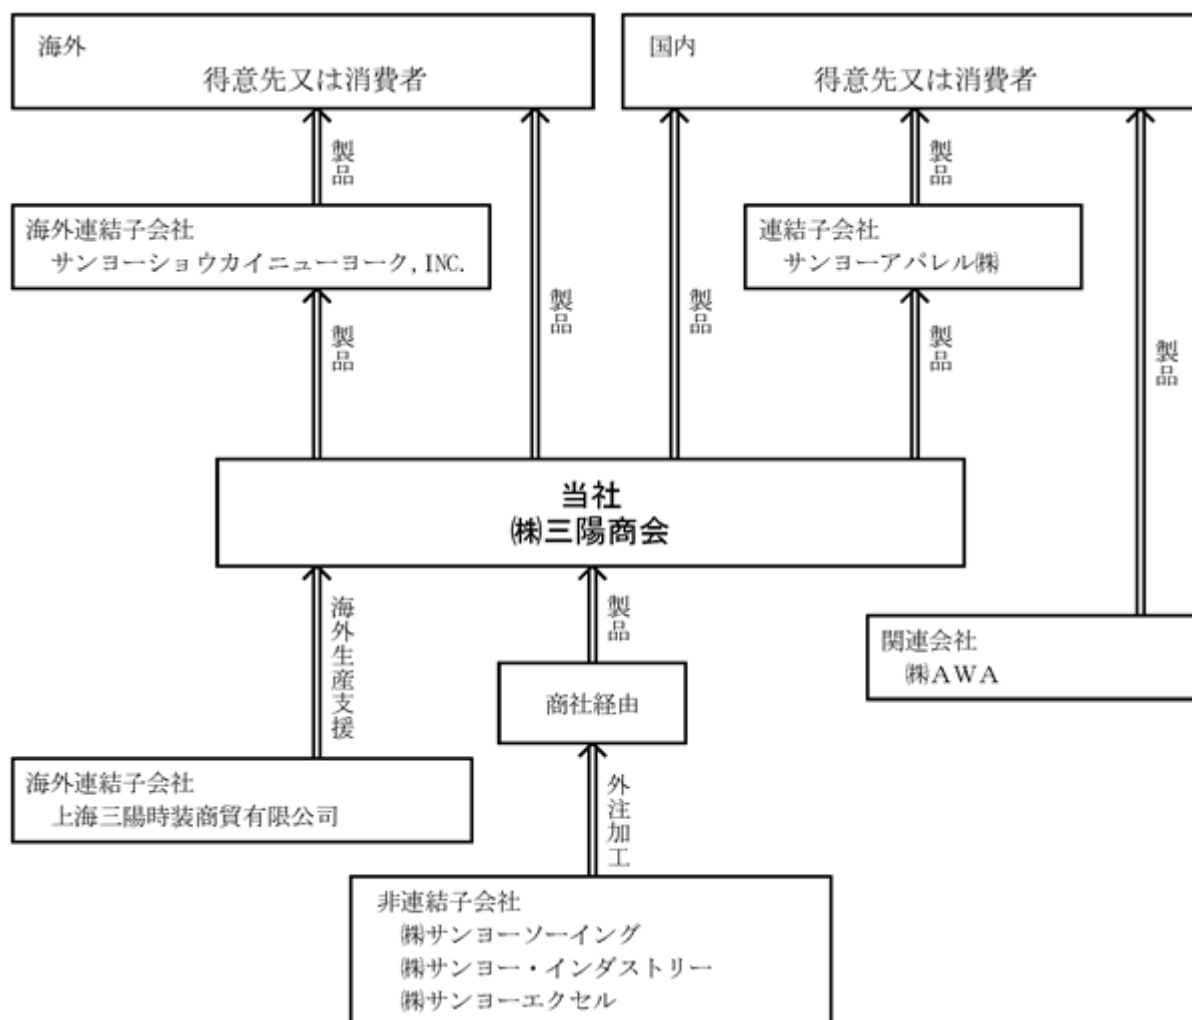 海外
得意先又は消費者
国内
得意先又は消費者
製品
製品
海外連結子会社
サンヨーショウカイニューヨーク,INC.
連結子会社
サンヨーアパレル㈱
製品
製品
製品
製品
製品
当社
㈱三陽商会
海外生産支援
製品
関連会社
㈱AWA
商社経由
海外連結子会社
上海三陽時装商貿有限公司
外注加工
非連結子会社
㈱サンヨーソーイング
㈱サンヨー・インダストリー
㈱サンヨーエクセル